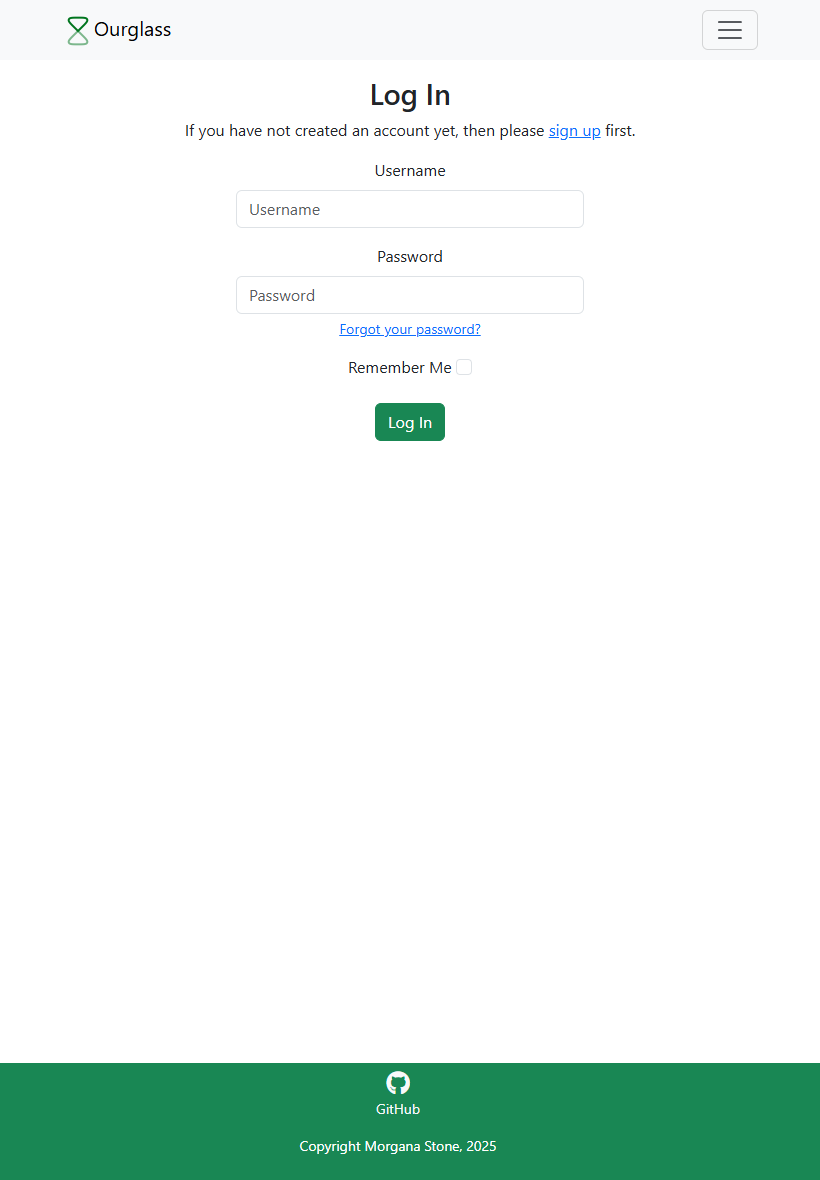 Ourglass
Log In
If you have not created an account yet, then please sign up first.
Username
Username
Password
Password
Forgot your password?
Remember Me
Log In
GitHub
Copyright Morgana Stone, 2025